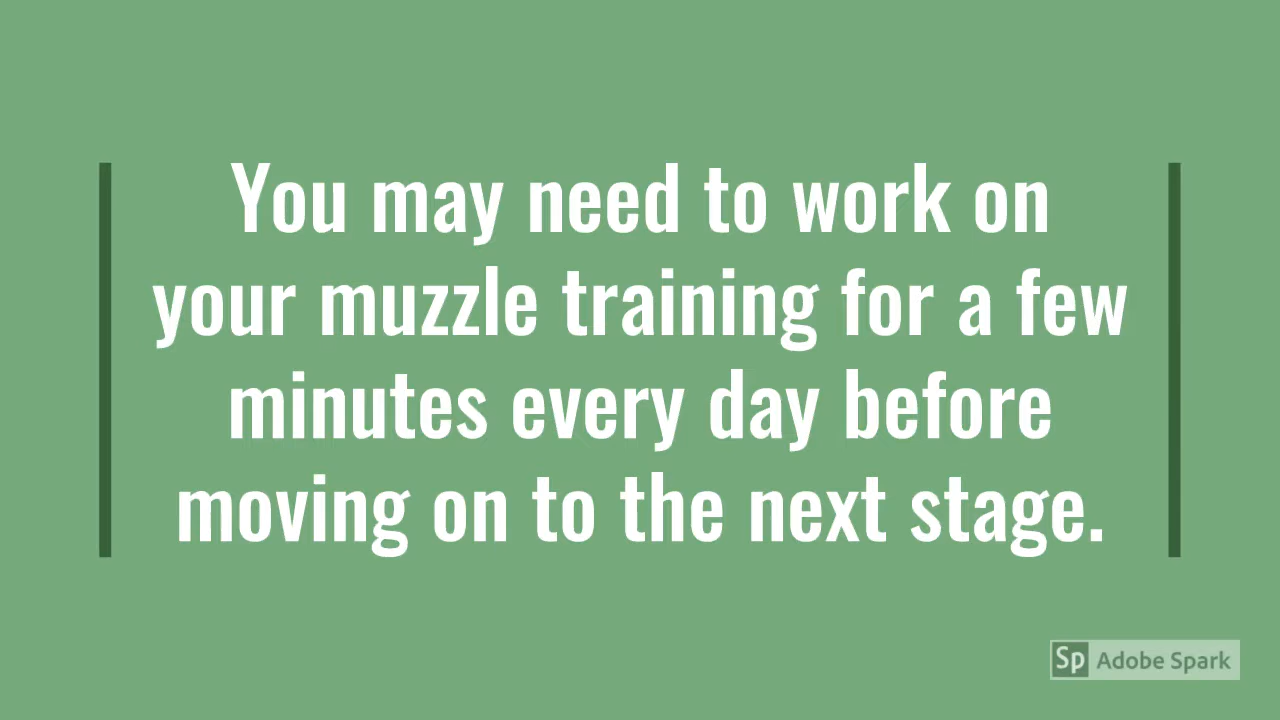 You may need to work on
your muzzle training for a few
minutes every day before
moving on to the next stage.
Sp Adobe Spark